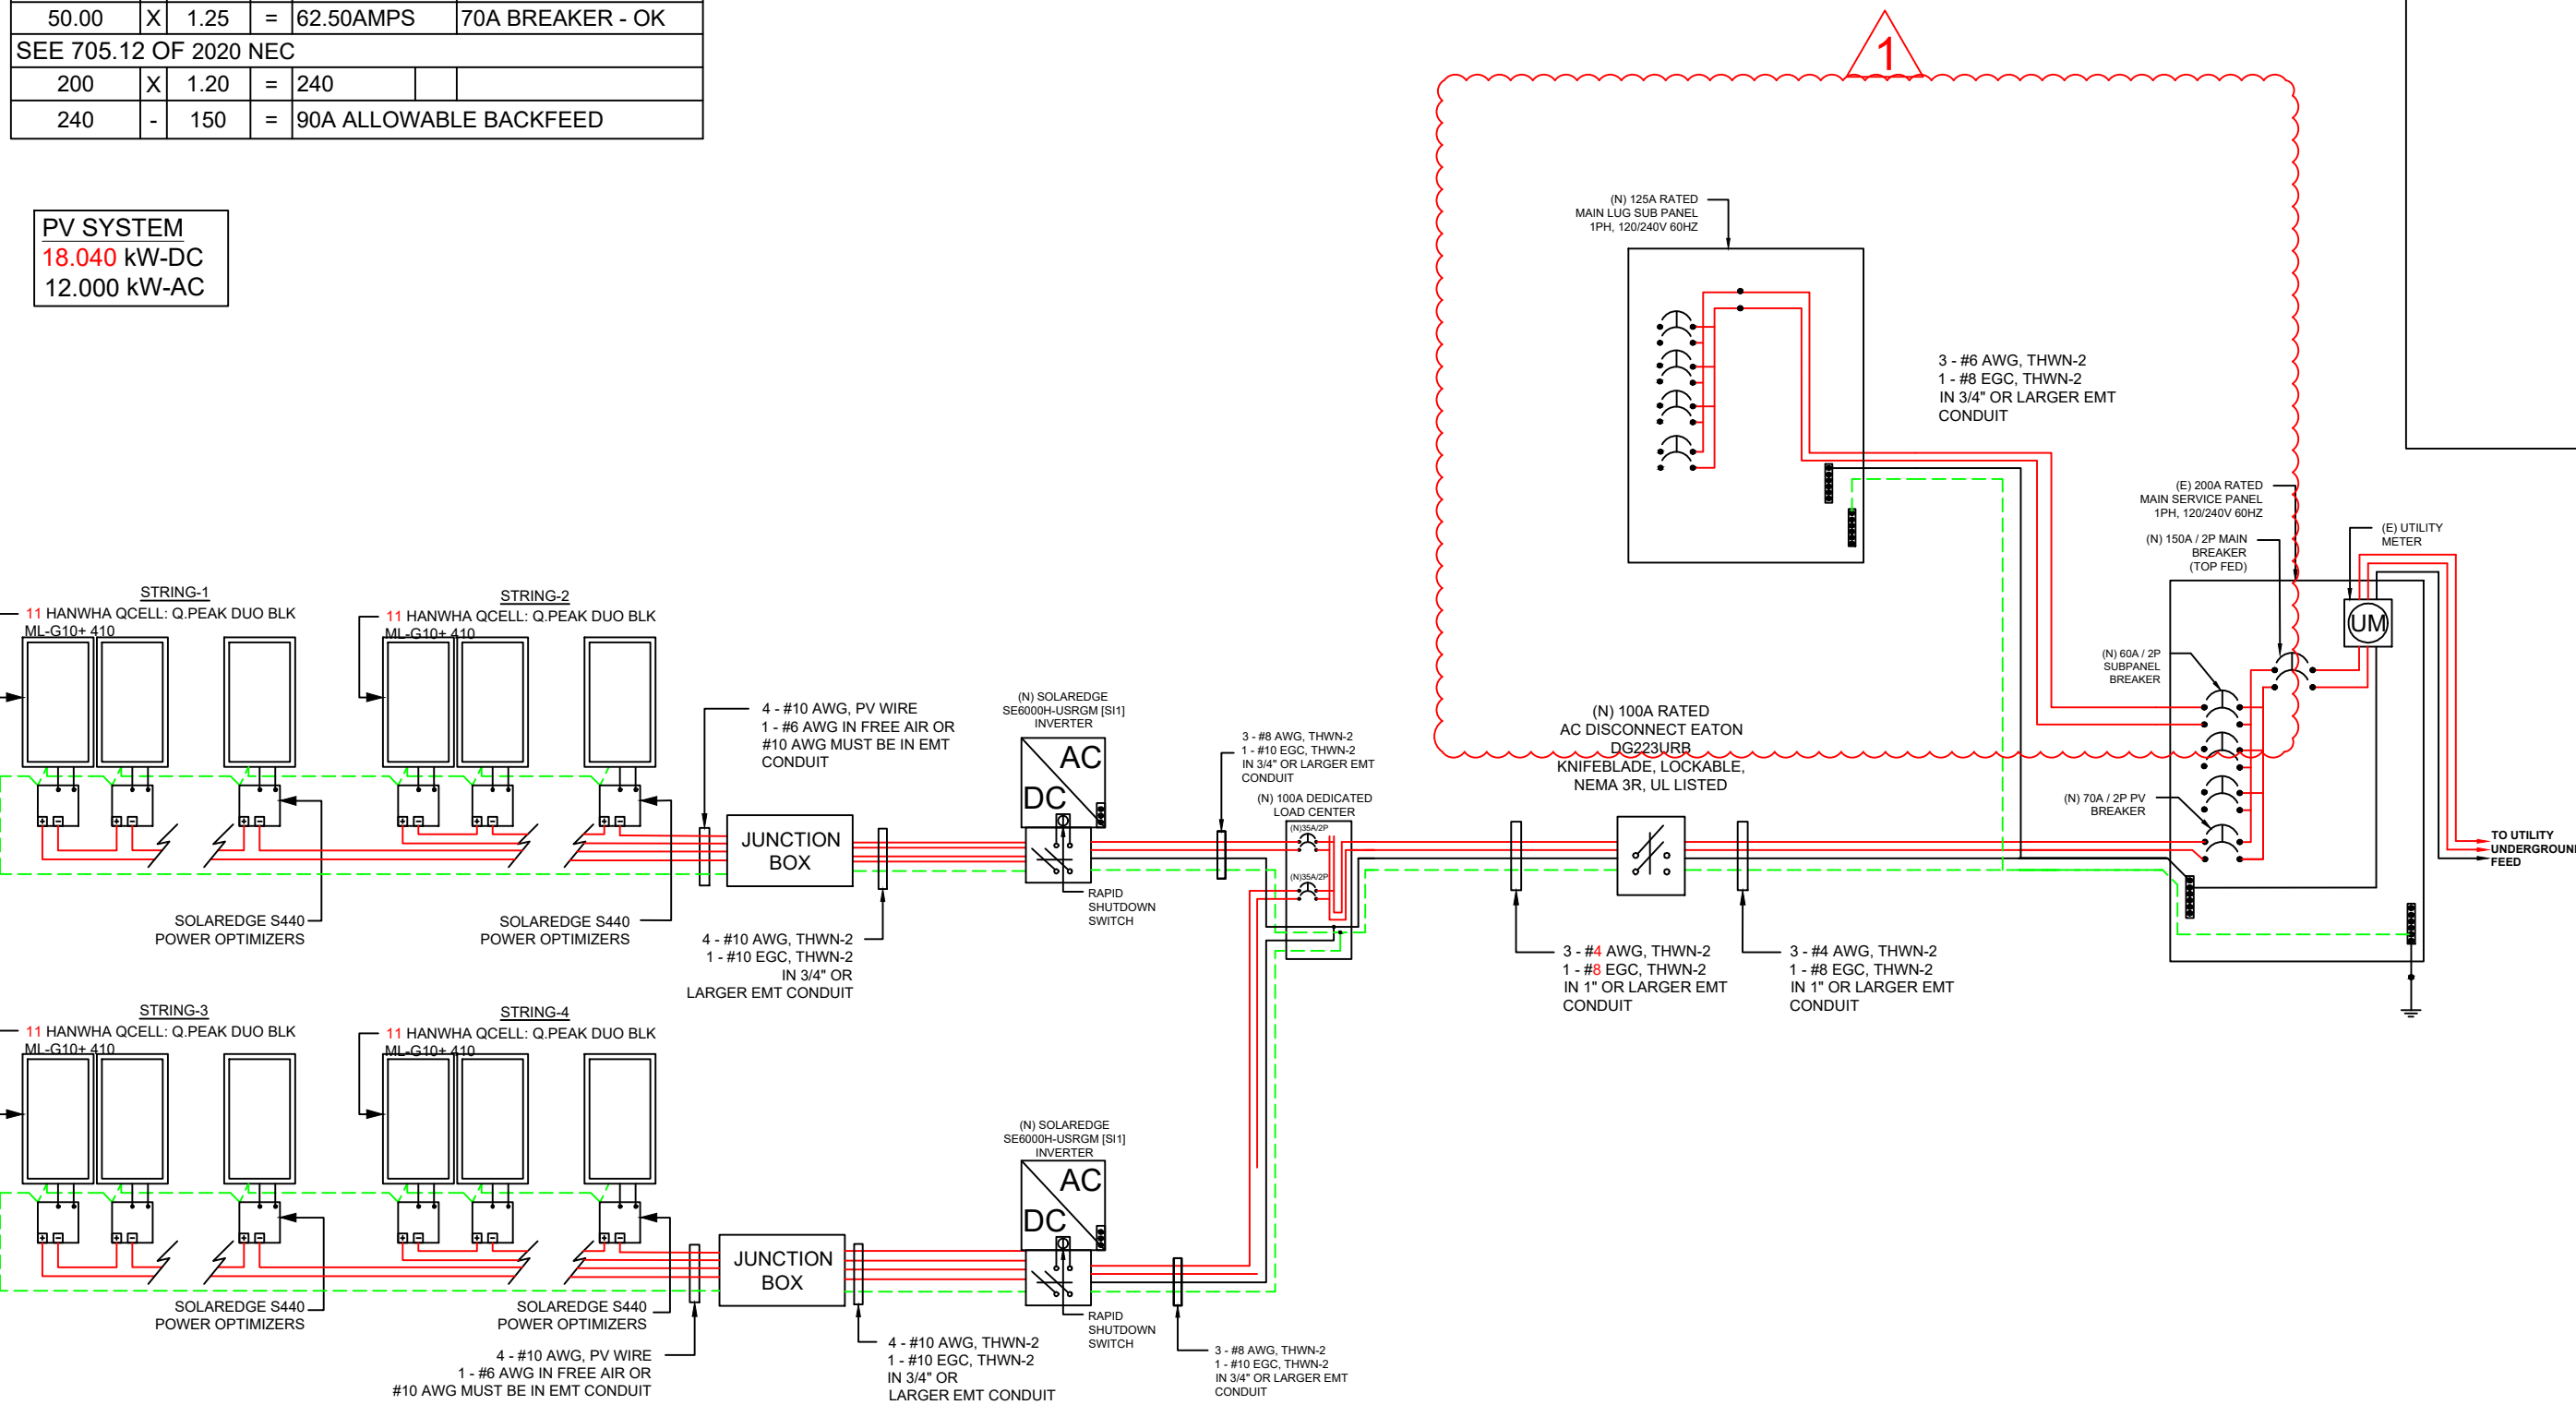 50.00 X 1.25 = 62.50AMPS 70A BREAKER - OK
SEE 705.12 OF 2020 NEC
200 X 1.20 = 240
240 - 150 = 90A ALLOWABLE BACKFEED
PV SYSTEM
18.040 kW-DC
12.000 kW-AC
1
(N) 125A RATED
MAIN LUG SUB PANEL
1PH, 120/240V 60HZ
3 - #6 AWG, THWN-2
1 - #8 EGC, THWN-2
IN 3/4" OR LARGER EMT
CONDUIT
(E) 200A RATED
MAIN SERVICE PANEL
1PH, 120/240V 60HZ
(N) 150A / 2P MAIN
BREAKER
(TOP FED)
(E) UTILITY
METER
UM
(N) 60A / 2P
SUBPANEL
BREAKER
(N) 70A / 2P PV
BREAKER
TO UTILITY
UNDERGROUND
FEED
STRING-1
11 HANWHA QCELL: Q.PEAK DUO BLK
ML-G10+ 410
STRING-2
11 HANWHA QCELL: Q.PEAK DUO BLK
ML-G10+ 410
SOLAREDGE S440
POWER OPTIMIZERS
SOLAREDGE S440
POWER OPTIMIZERS
4 - #10 AWG, PV WIRE
1 - #6 AWG IN FREE AIR OR
#10 AWG MUST BE IN EMT
CONDUIT
JUNCTION
BOX
4 - #10 AWG, THWN-2
1 - #10 EGC, THWN-2
IN 3/4" OR
LARGER EMT CONDUIT
(N) SOLAREDGE
SE6000H-USRGM [SI1]
INVERTER
AC
DC
RAPID
SHUTDOWN
SWITCH
3 - #8 AWG, THWN-2
1 - #10 EGC, THWN-2
IN 3/4" OR LARGER EMT
CONDUIT
(N) 100A DEDICATED
LOAD CENTER
(N)35A/2P
(N)35A/2P
(N) 100A RATED
AC DISCONNECT EATON
DG223URB
KNIFEBLADE, LOCKABLE,
NEMA 3R, UL LISTED
3 - #4 AWG, THWN-2
1 - #8 EGC, THWN-2
IN 1" OR LARGER EMT
CONDUIT
3 - #4 AWG, THWN-2
1 - #8 EGC, THWN-2
IN 1" OR LARGER EMT
CONDUIT
STRING-3
11 HANWHA QCELL: Q.PEAK DUO BLK
ML-G10+ 410
STRING-4
11 HANWHA QCELL: Q.PEAK DUO BLK
ML-G10+ 410
SOLAREDGE S440
POWER OPTIMIZERS
SOLAREDGE S440
POWER OPTIMIZERS
4 - #10 AWG, PV WIRE
1 - #6 AWG IN FREE AIR OR
#10 AWG MUST BE IN EMT CONDUIT
JUNCTION
BOX
4 - #10 AWG, THWN-2
1 - #10 EGC, THWN-2
IN 3/4" OR
LARGER EMT CONDUIT
(N) SOLAREDGE
SE6000H-USRGM [SI1]
INVERTER
AC
DC
RAPID
SHUTDOWN
SWITCH
3 - #8 AWG, THWN-2
1 - #10 EGC, THWN-2
IN 3/4" OR LARGER EMT
CONDUIT